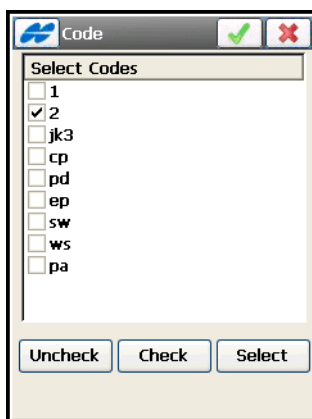 Code
Select Codes
1
2
jk3
cp
pd
ep
sw
ws
pa
Uncheck Check Select